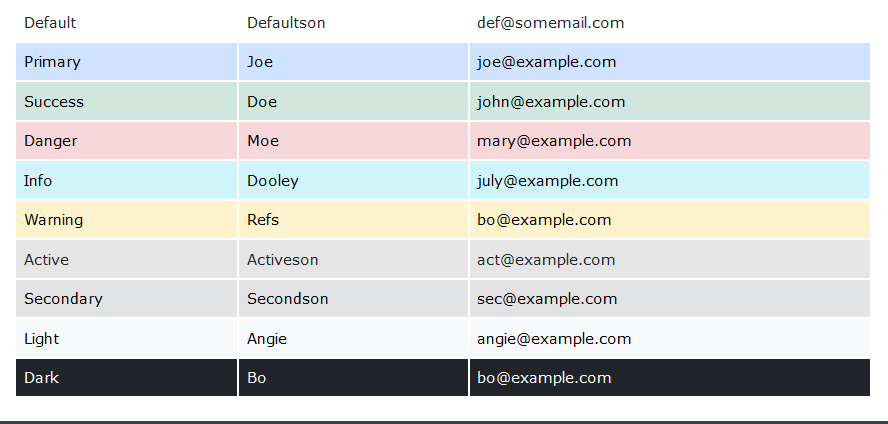 Default Defaultson def@somemail.com
Primary Joe joe@example.com
Success Doe john@example.com
Danger Moe mary@example.com
Info Dooley july@example.com
Warning Refs bo@example.com
Active Activeson act@example.com
Secondary Secondson sec@example.com
Light Angie angie@example.com
Dark Bo bo@example.com